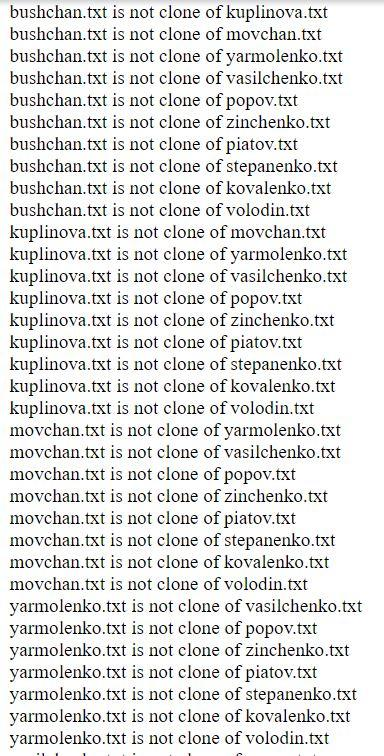 bushchan.txt is not clone of kuplinova.txt
bushchan.txt is not clone of movchan.txt
bushchan.txt is not clone of yarmolenko.txt
bushchan.txt is not clone of vasilchenko.txt
bushchan.txt is not clone of popov.txt
bushchan.txt is not clone of zinchenko.txt
bushchan.txt is not clone of piatov.txt
bushchan.txt is not clone of stepanenko.txt
bushchan.txt is not clone of kovalenko.txt
bushchan.txt is not clone of volodin.txt
kuplinova.txt is not clone of movchan.txt
kuplinova.txt is not clone of yarmolenko.txt
kuplinova.txt is not clone of vasilchenko.txt
kuplinova.txt is not clone of popov.txt
kuplinova.txt is not clone of zinchenko.txt
kuplinova.txt is not clone of piatov.txt
kuplinova.txt is not clone of stepanenko.txt
kuplinova.txt is not clone of kovalenko.txt
kuplinova.txt is not clone of volodin.txt
movchan.txt is not clone of yarmolenko.txt
movchan.txt is not clone of vasilchenko.txt
movchan.txt is not clone of popov.txt
movchan.txt is not clone of zinchenko.txt
movchan.txt is not clone of piatov.txt
movchan.txt is not clone of stepanenko.txt
movchan.txt is not clone of kovalenko.txt
movchan.txt is not clone of volodin.txt
yarmolenko.txt is not clone of vasilchenko.txt
yarmolenko.txt is not clone of popov.txt
yarmolenko.txt is not clone of zinchenko.txt
yarmolenko.txt is not clone of piatov.txt
yarmolenko.txt is not clone of stepanenko.txt
yarmolenko.txt is not clone of kovalenko.txt
yarmolenko.txt is not clone of volodin.txt